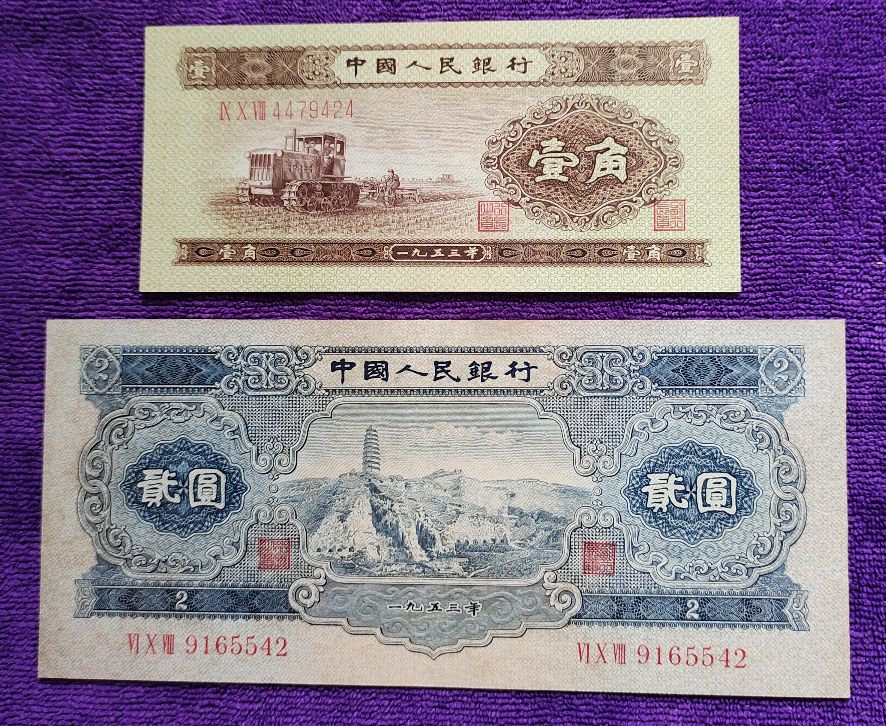 壹 中國人民銀行 壹
Ⅸ Ⅹ Ⅷ 4479424
壹角
壹角 一九五三年 壹角
2 中國人民銀行 2
貳圓 貳圓
一九五三年
2 2
Ⅵ Ⅹ Ⅷ 9165542 Ⅵ Ⅹ Ⅷ 9165542